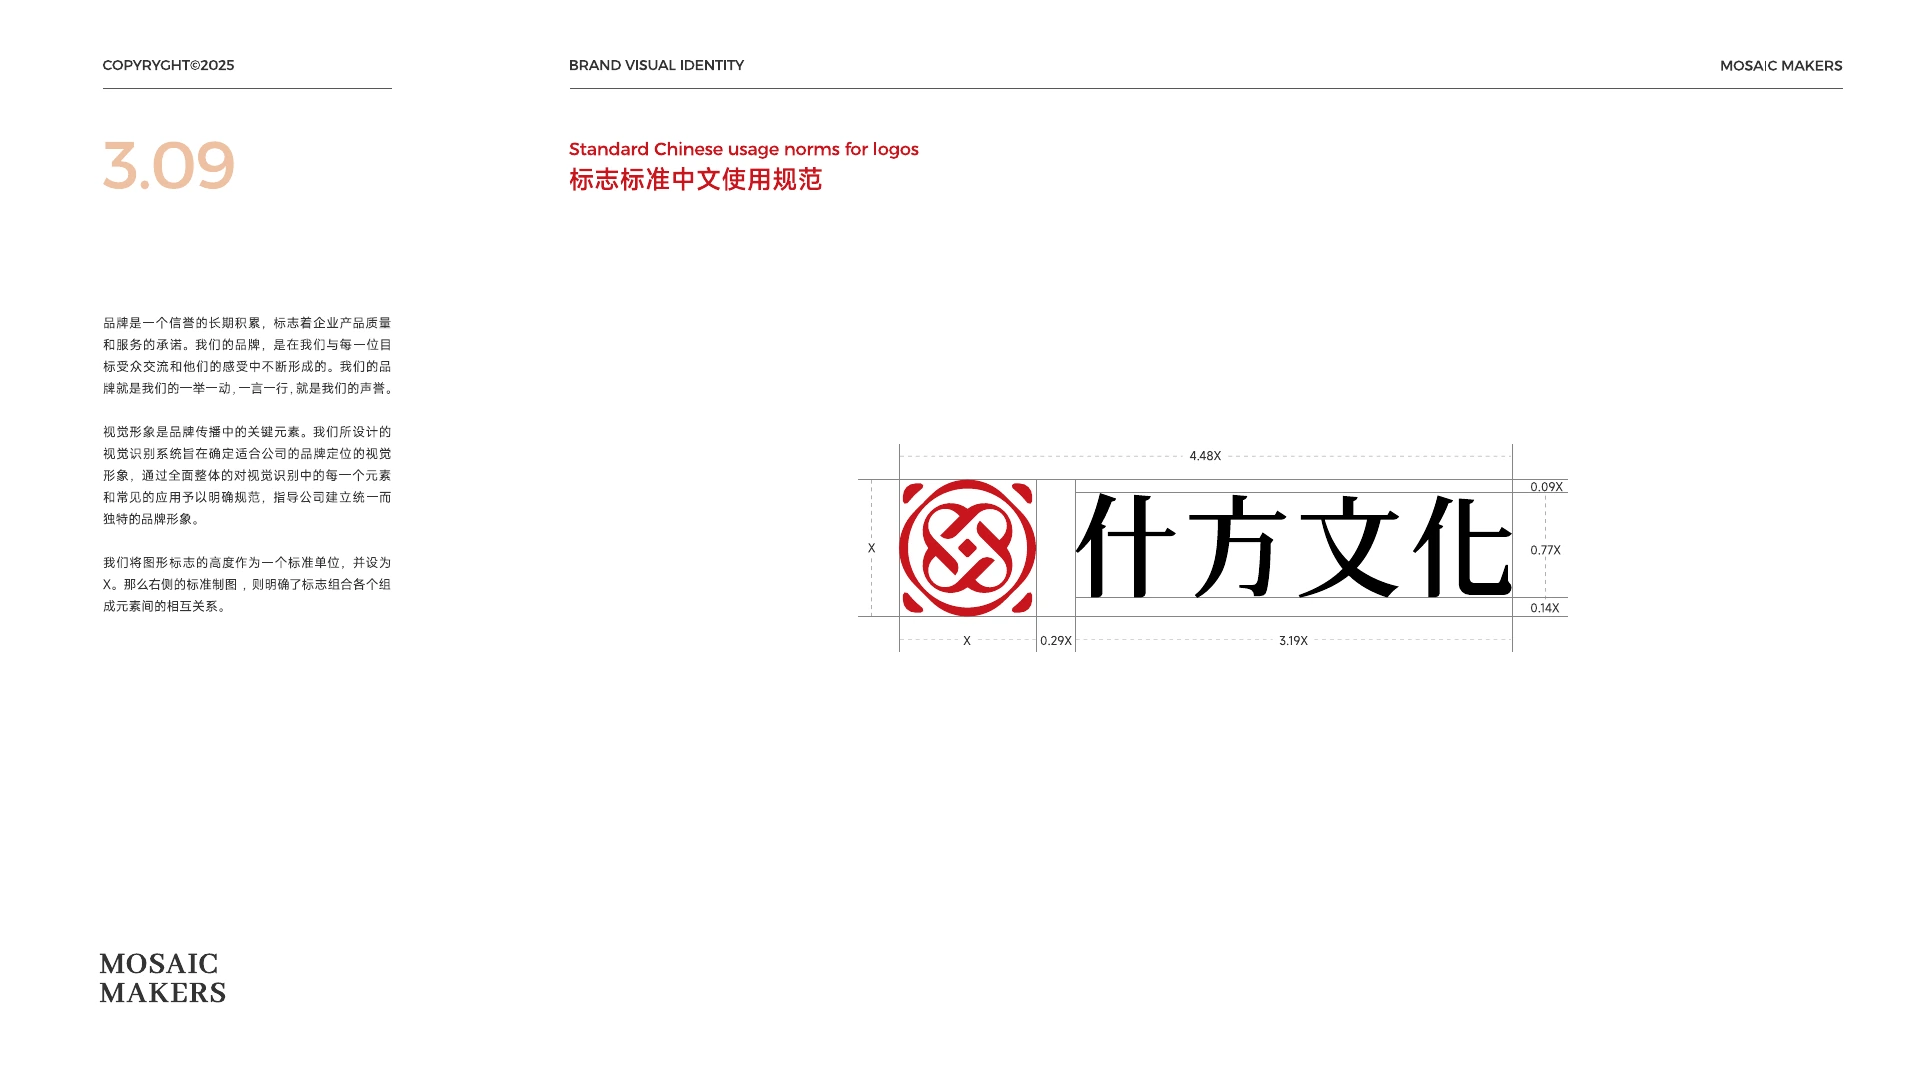 COPYRYGHT©2025
BRAND VISUAL IDENTITY
MOSAIC MAKERS
3.09
Standard Chinese usage norms for logos
标志标准中文使用规范
品牌是一个信誉的长期积累，标志着企业产品质量
和服务的承诺。我们的品牌，是在我们与每一位目
标受众交流和他们的感受中不断形成的。我们的品
牌就是我们的一举一动，一言一行，就是我们的声誉。
视觉形象是品牌传播中的关键元素。我们所设计的
视觉识别系统旨在确定适合公司的品牌定位的视觉
形象，通过全面整体的对视觉识别中的每一个元素
和常见的应用予以明确规范，指导公司建立统一而
独特的品牌形象。
我们将图形标志的高度作为一个标准单位，并设为
X。那么右侧的标准制图，则明确了标志组合各个组
成元素间的相互关系。
4.48X
0.09X
X
什方文化
0.77X
0.14X
X
0.29X
3.19X
MOSAIC
MAKERS